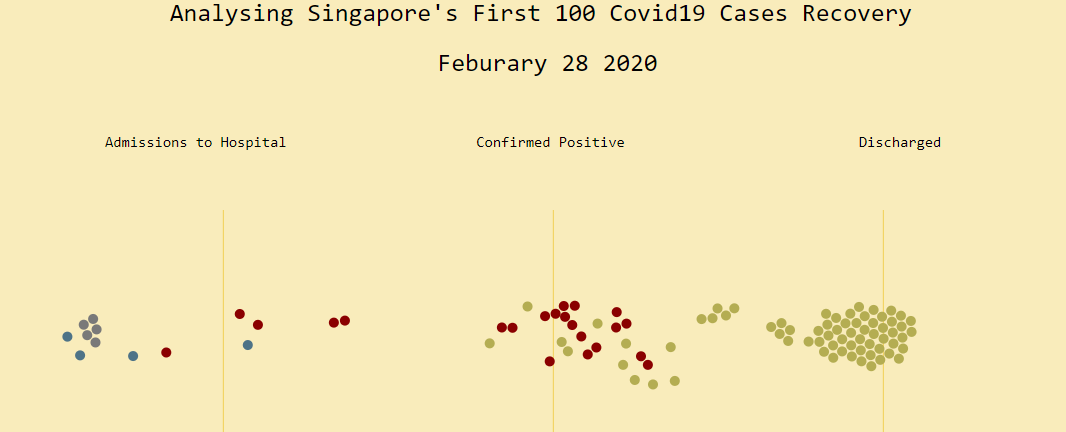 Analysing Singapore's First 100 Covid19 Cases Recovery
Feburary 28 2020
Admissions to Hospital
Confirmed Positive
Discharged